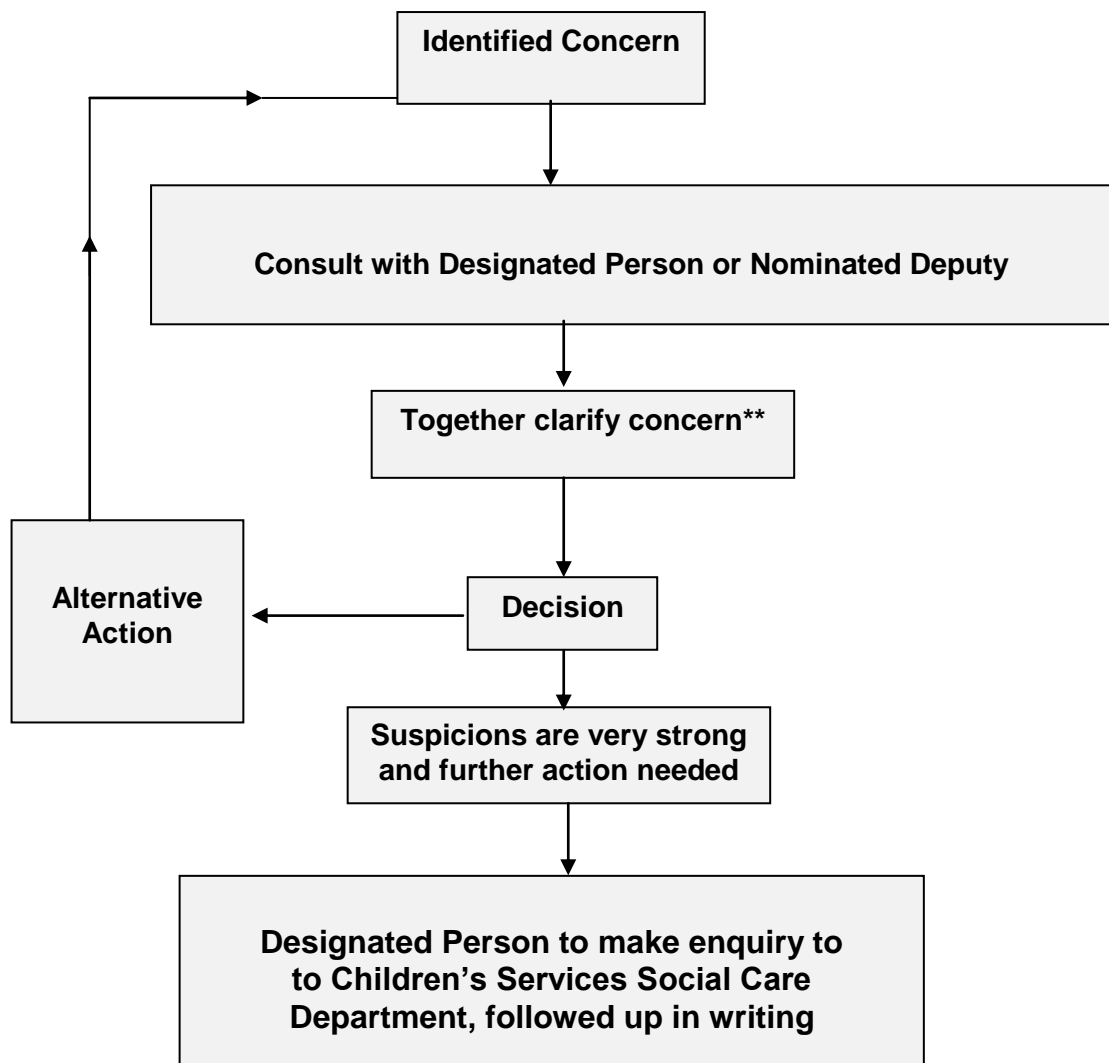 Identified Concern
Consult with Designated Person or Nominated Deputy
Together clarify concern**
Alternative
Action
Decision
Suspicions are very strong
and further action needed
Designated Person to make enquiry to
to Children’s Services Social Care
Department, followed up in writing